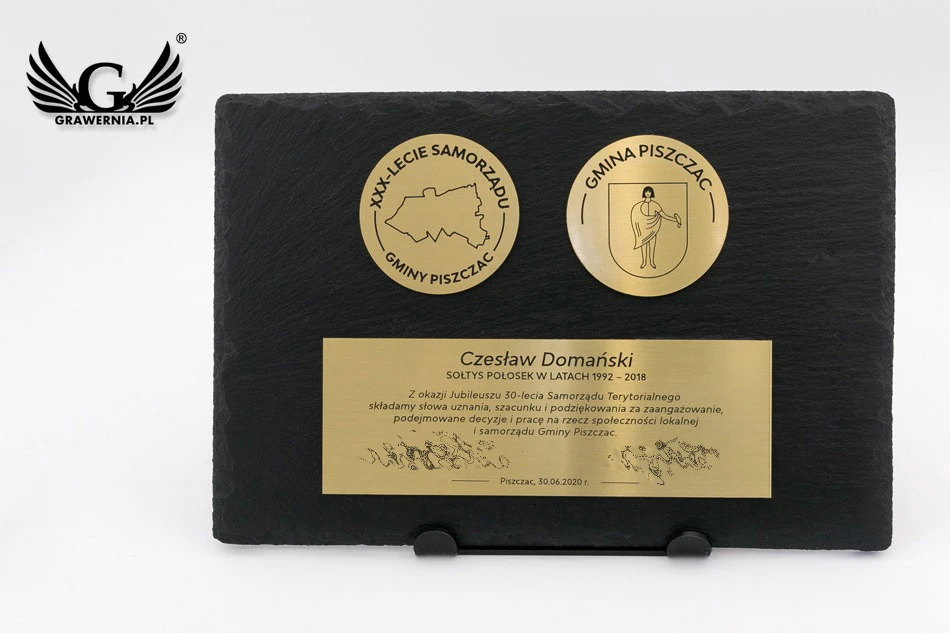 G
®
GRAWERNIA.PL
XXX-LECIE SAMORZĄDU
GMINY PISZCZAC
GMINA PISZCZAC
Czesław Domański
SOŁTYS POŁOSEK W LATACH 1992 – 2018
Z okazji Jubileuszu 30-lecia Samorządu Terytorialnego
składamy słowa uznania, szacunku i podziękowania za zaangażowanie,
podejmowane decyzje i pracę na rzecz społeczności lokalnej
i samorządu Gminy Piszczac.
Piszczac, 30.06.2020 r.